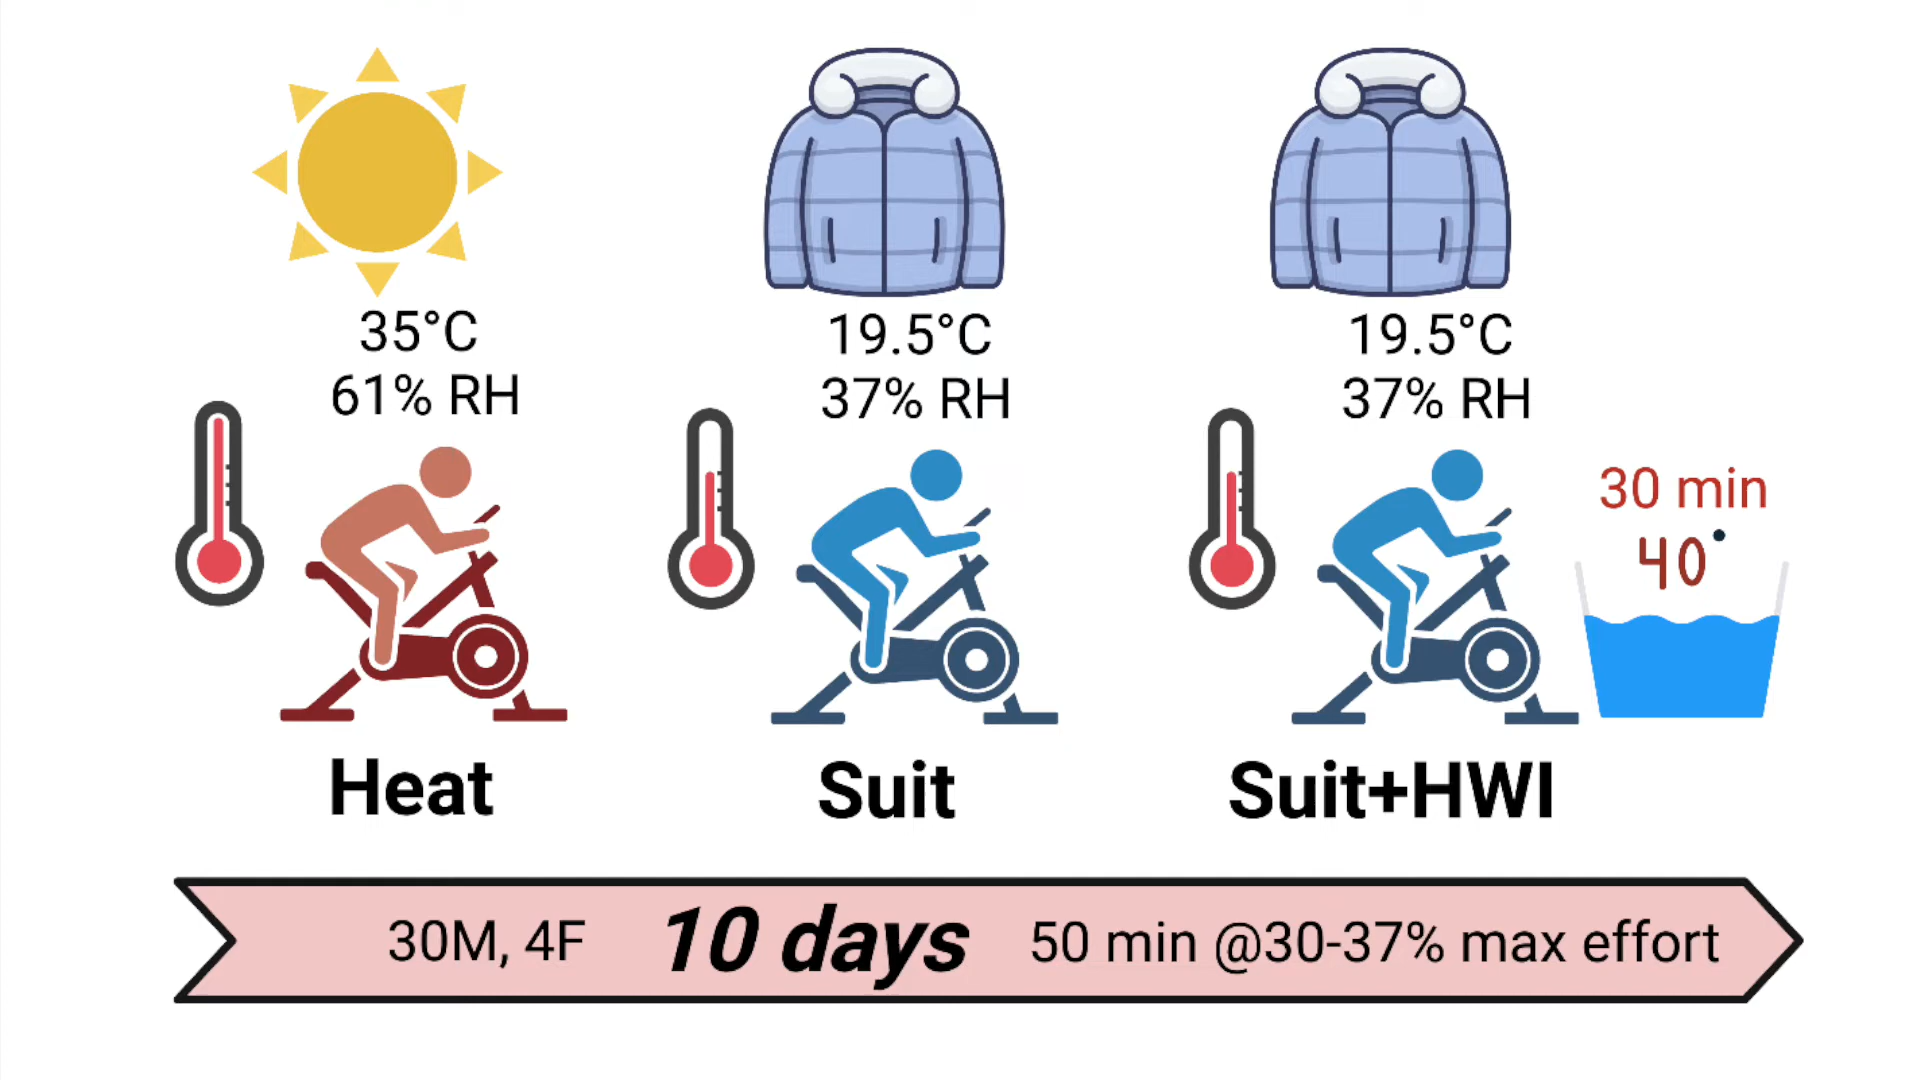 35°C
61% RH
19.5°C
37% RH
19.5°C
37% RH
30 min
40°
Heat
Suit
Suit+HWI
30M, 4F
10 days
50 min @30-37% max effort